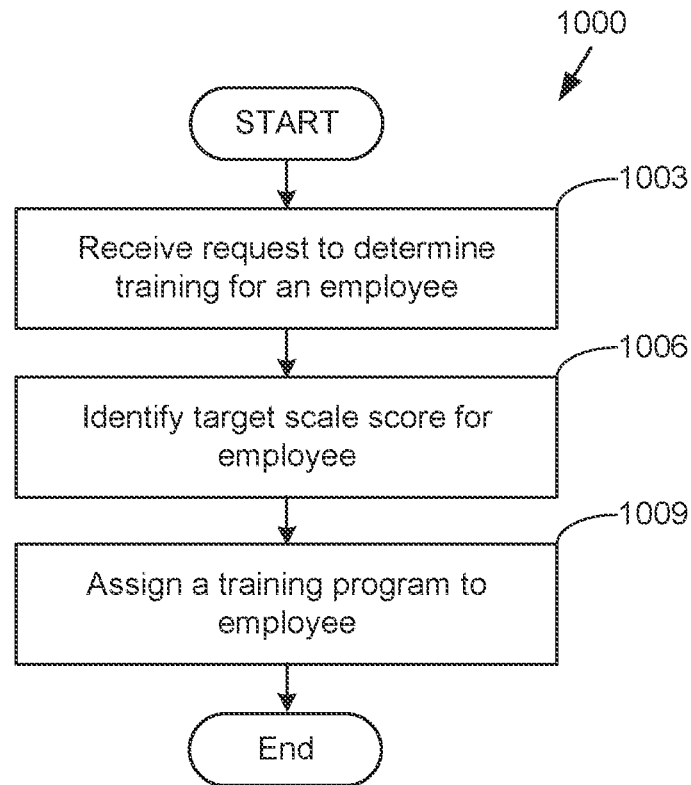 1000
START
1003
Receive request to determine
training for an employee
1006
Identify target scale score for
employee
1009
Assign a training program to
employee
End